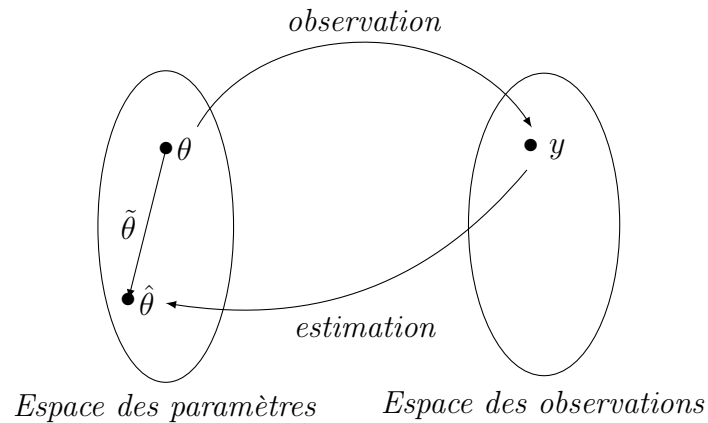 observation
θ
y
θ̃
θ̂
estimation
Espace des paramètres
Espace des observations